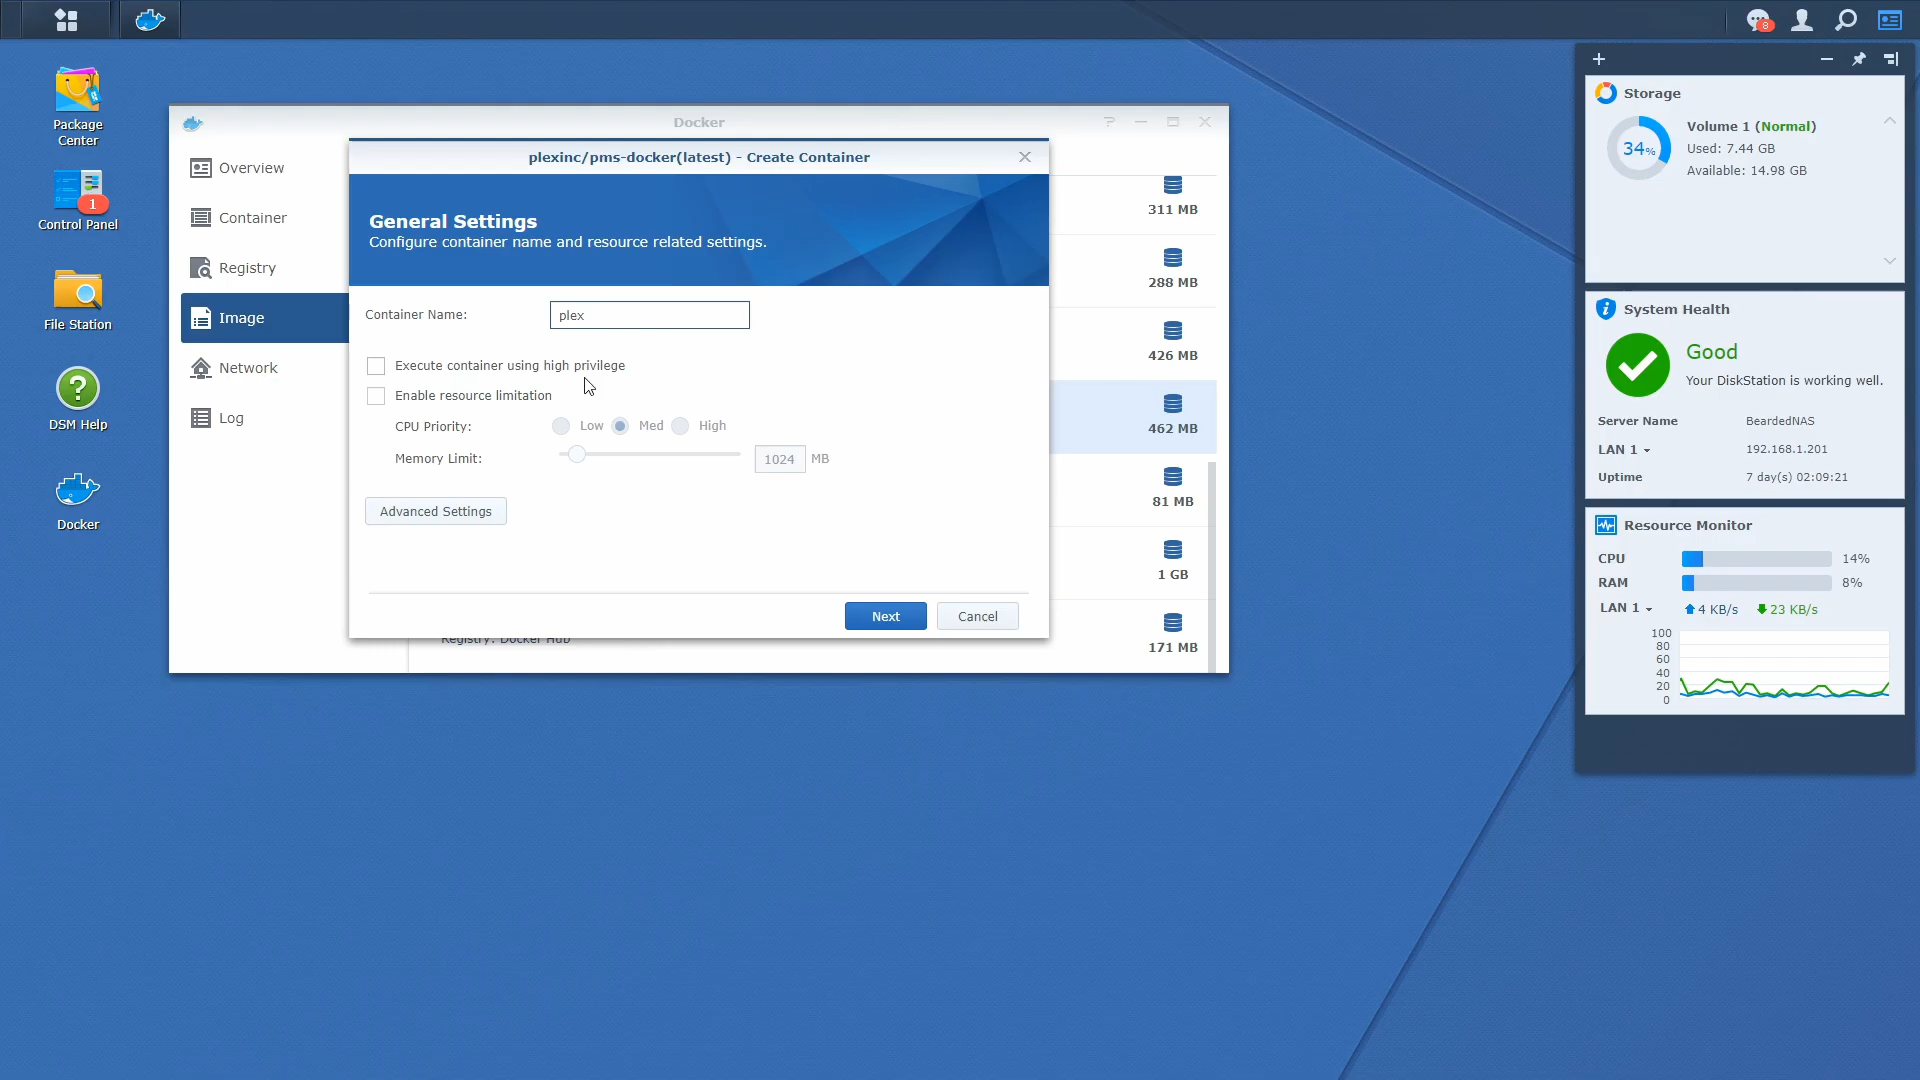 8
Package
Center
1
Control Panel
File Station
DSM Help
Docker
Docker
Overview
Container
Registry
Image
Network
Log
311 MB
288 MB
426 MB
462 MB
81 MB
1 GB
171 MB
Registry: Docker Hub
plexinc/pms-docker(latest) - Create Container
General Settings
Configure container name and resource related settings.
Container Name: plex
Execute container using high privilege
Enable resource limitation
CPU Priority: Low Med High
Memory Limit: 1024 MB
Advanced Settings
Next Cancel
Storage
34%
Volume 1 (Normal)
Used: 7.44 GB
Available: 14.98 GB
System Health
Good
Your DiskStation is working well.
Server Name BeardedNAS
LAN 1 192.168.1.201
Uptime 7 day(s) 02:09:21
Resource Monitor
CPU 14%
RAM 8%
LAN 1 4 KB/s 23 KB/s
100
80
60
40
20
0